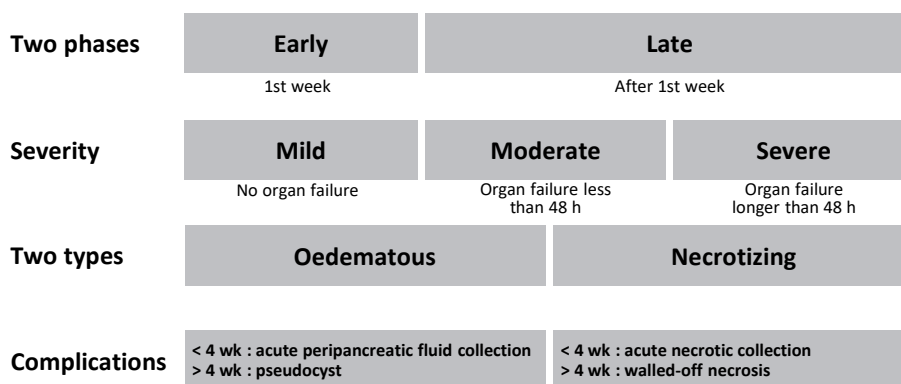 Two phases
Early
Late
1st week
After 1st week
Severity
Mild
Moderate
Severe
No organ failure
Organ failure less
than 48 h
Organ failure
longer than 48 h
Two types
Oedematous
Necrotizing
Complications
< 4 wk : acute peripancreatic fluid collection
> 4 wk : pseudocyst
< 4 wk : acute necrotic collection
> 4 wk : walled-off necrosis